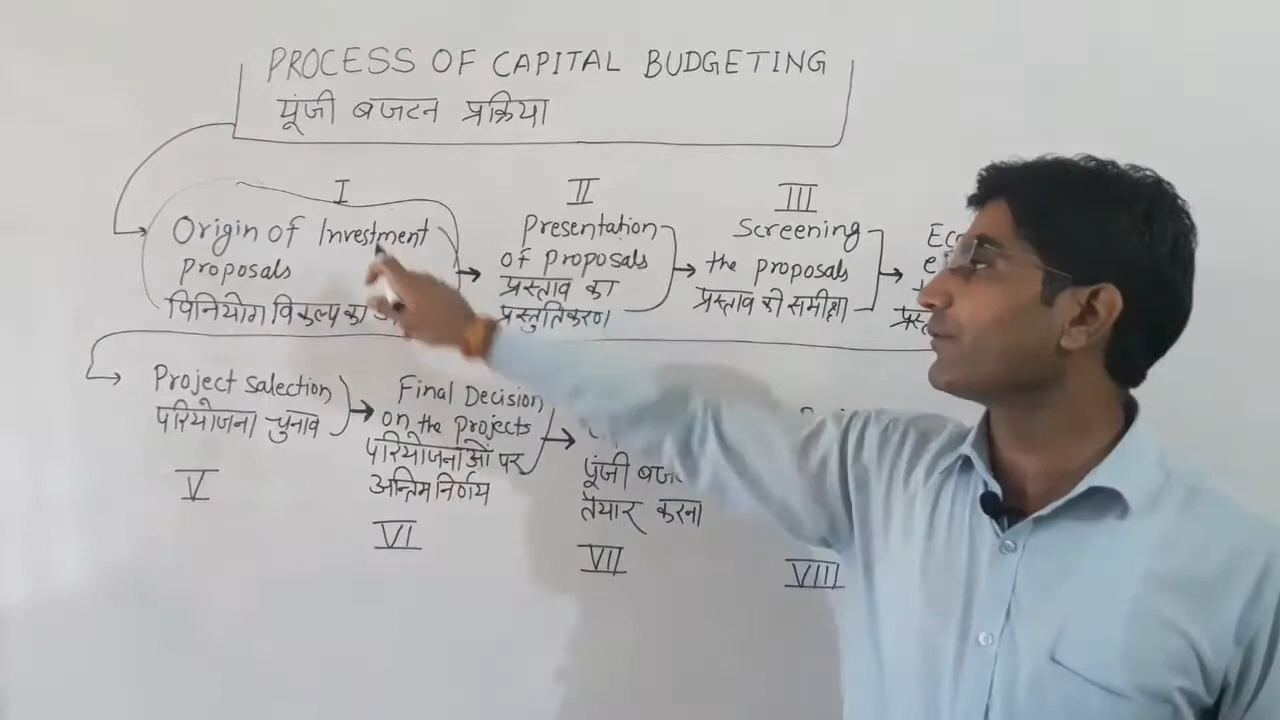 PROCESS OF CAPITAL BUDGETING
पूंजी बजटन प्रक्रिया
I
Origin of Investment
proposals
विनियोग विकल्प का
II
Presentation
of proposals
प्रस्ताव का
प्रस्तुतिकरण
III
Screening
the proposals
प्रस्ताव की समीक्षा
Project Selection
परियोजना चुनाव
V
Final Decision
on the projects
परियोजनाओं पर
अन्तिम निर्णय
VI
पूंजी
तैयार करना
VII
VIII